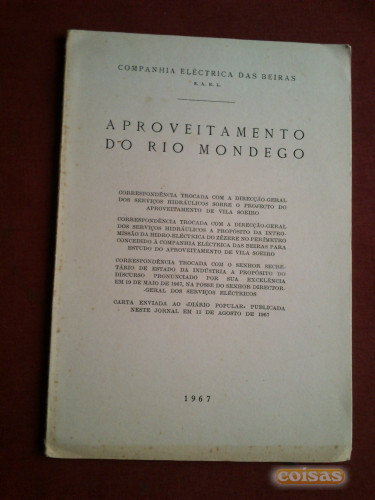 COMPANHIA ELÉCTRICA DAS BEIRAS
S. A. R. L.
APROVEITAMENTO
DO RIO MONDEGO
CORRESPONDÊNCIA TROCADA COM A DIRECÇÃO-GERAL
DOS SERVIÇOS HIDRÁULICOS SOBRE O PROJECTO DO
APROVEITAMENTO DE VILA SOEIRO
CORRESPONDÊNCIA TROCADA COM A DIRECÇÃO-GERAL
DOS SERVIÇOS HIDRÁULICOS A PROPÓSITO DA INTRO-
MISSÃO DA HIDRO-ELÉCTRICA DO ZÊZERE NO PERÍMETRO
CONCEDIDO À COMPANHIA ELÉCTRICA DAS BEIRAS PARA
ESTUDO DO APROVEITAMENTO DE VILA SOEIRO
CORRESPONDÊNCIA TROCADA COM O SENHOR SECRE-
TÁRIO DE ESTADO DA INDÚSTRIA A PROPÓSITO DO
DISCURSO PRONUNCIADO POR SUA EXCELÊNCIA
EM 19 DE MAIO DE 1967, NA POSSE DO SENHOR DIRECTOR-
-GERAL DOS SERVIÇOS ELÉCTRICOS
CARTA ENVIADA AO «DIÁRIO POPULAR» PUBLICADA
NESTE JORNAL EM 11 DE AGOSTO DE 1967
1967
coisas